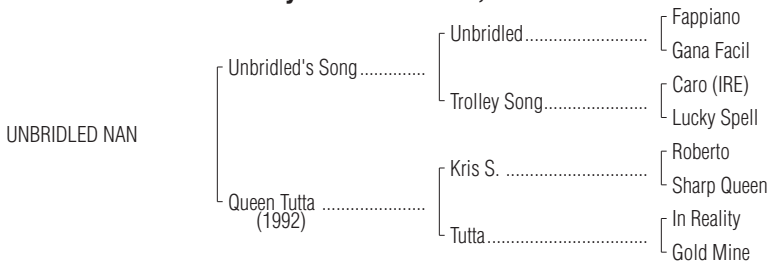 Fappiano
Unbridled
Gana Facil
Unbridled's Song
Caro (IRE)
Trolley Song
Lucky Spell
UNBRIDLED NAN
Roberto
Kris S.
Sharp Queen
Queen Tutta
(1992)
In Reality
Tutta
Gold Mine